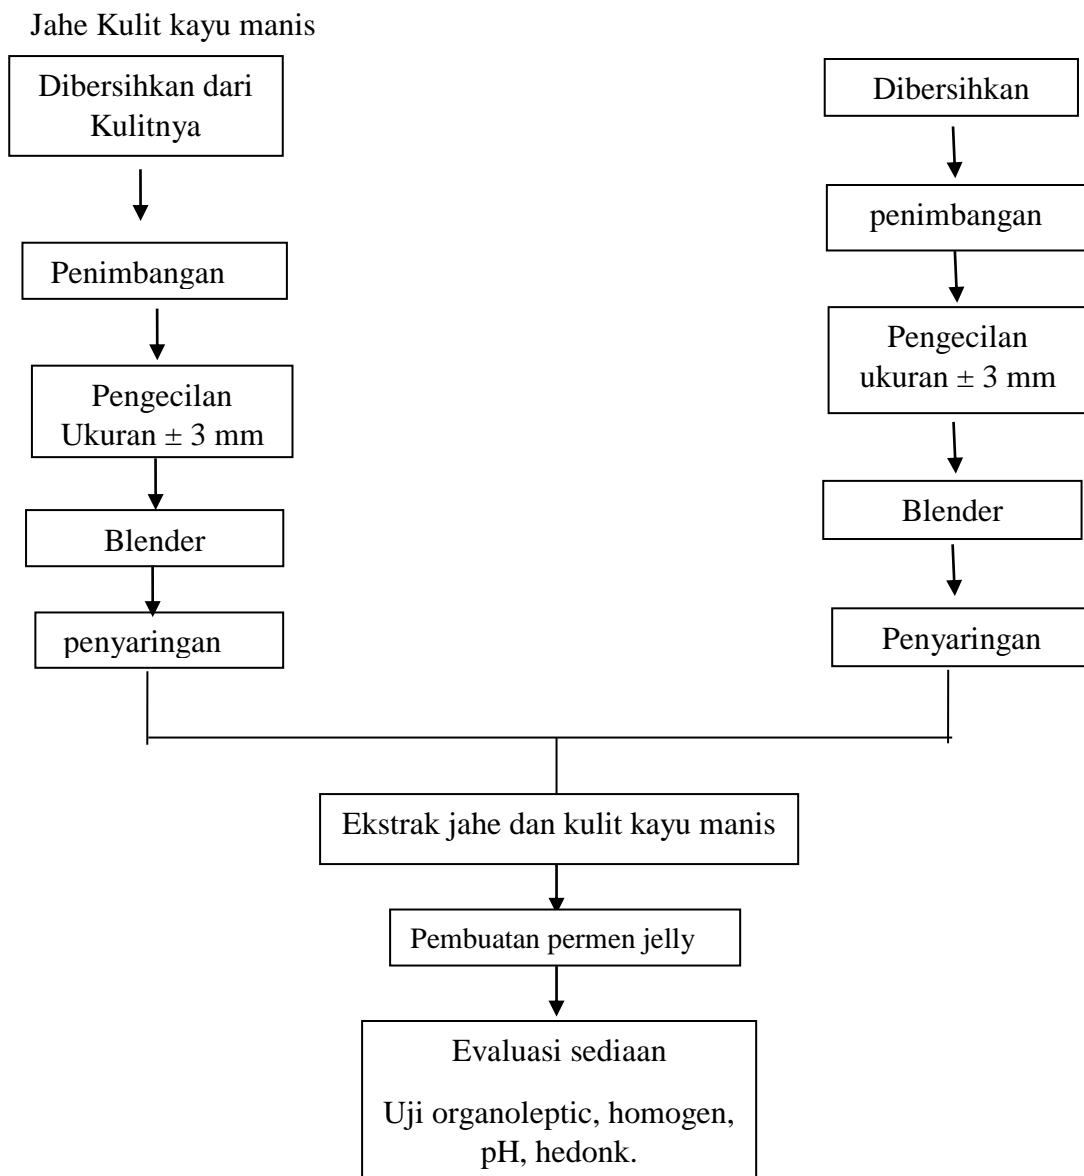 Jahe Kulit kayu manis
Dibersihkan dari
Kulitnya
Penimbangan
Pengecilan
Ukuran ± 3 mm
Blender
penyaringan
Dibersihkan
penimbangan
Pengecilan
ukuran ± 3 mm
Blender
Penyaringan
Ekstrak jahe dan kulit kayu manis
Pembuatan permen jelly
Evaluasi sediaan
Uji organoleptic, homogen,
pH, hedonk.